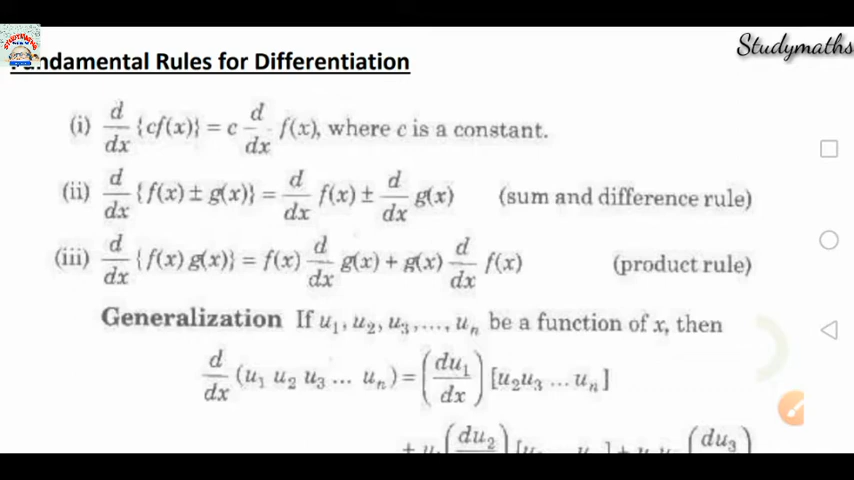 Studymaths
ndamental Rules for Differentiation
(i) d/dx {cf(x)} = c d/dx f(x), where c is a constant.
(ii) d/dx {f(x) ± g(x)} = d/dx f(x) ± d/dx g(x) (sum and difference rule)
(iii) d/dx {f(x) g(x)} = f(x) d/dx g(x) + g(x) d/dx f(x) (product rule)
Generalization If u₁, u₂, u₃, ..., uₙ be a function of x, then
d/dx (u₁ u₂ u₃ ... uₙ) = (du₁/dx) [u₂u₃ ... uₙ]
(du₂ (du₃